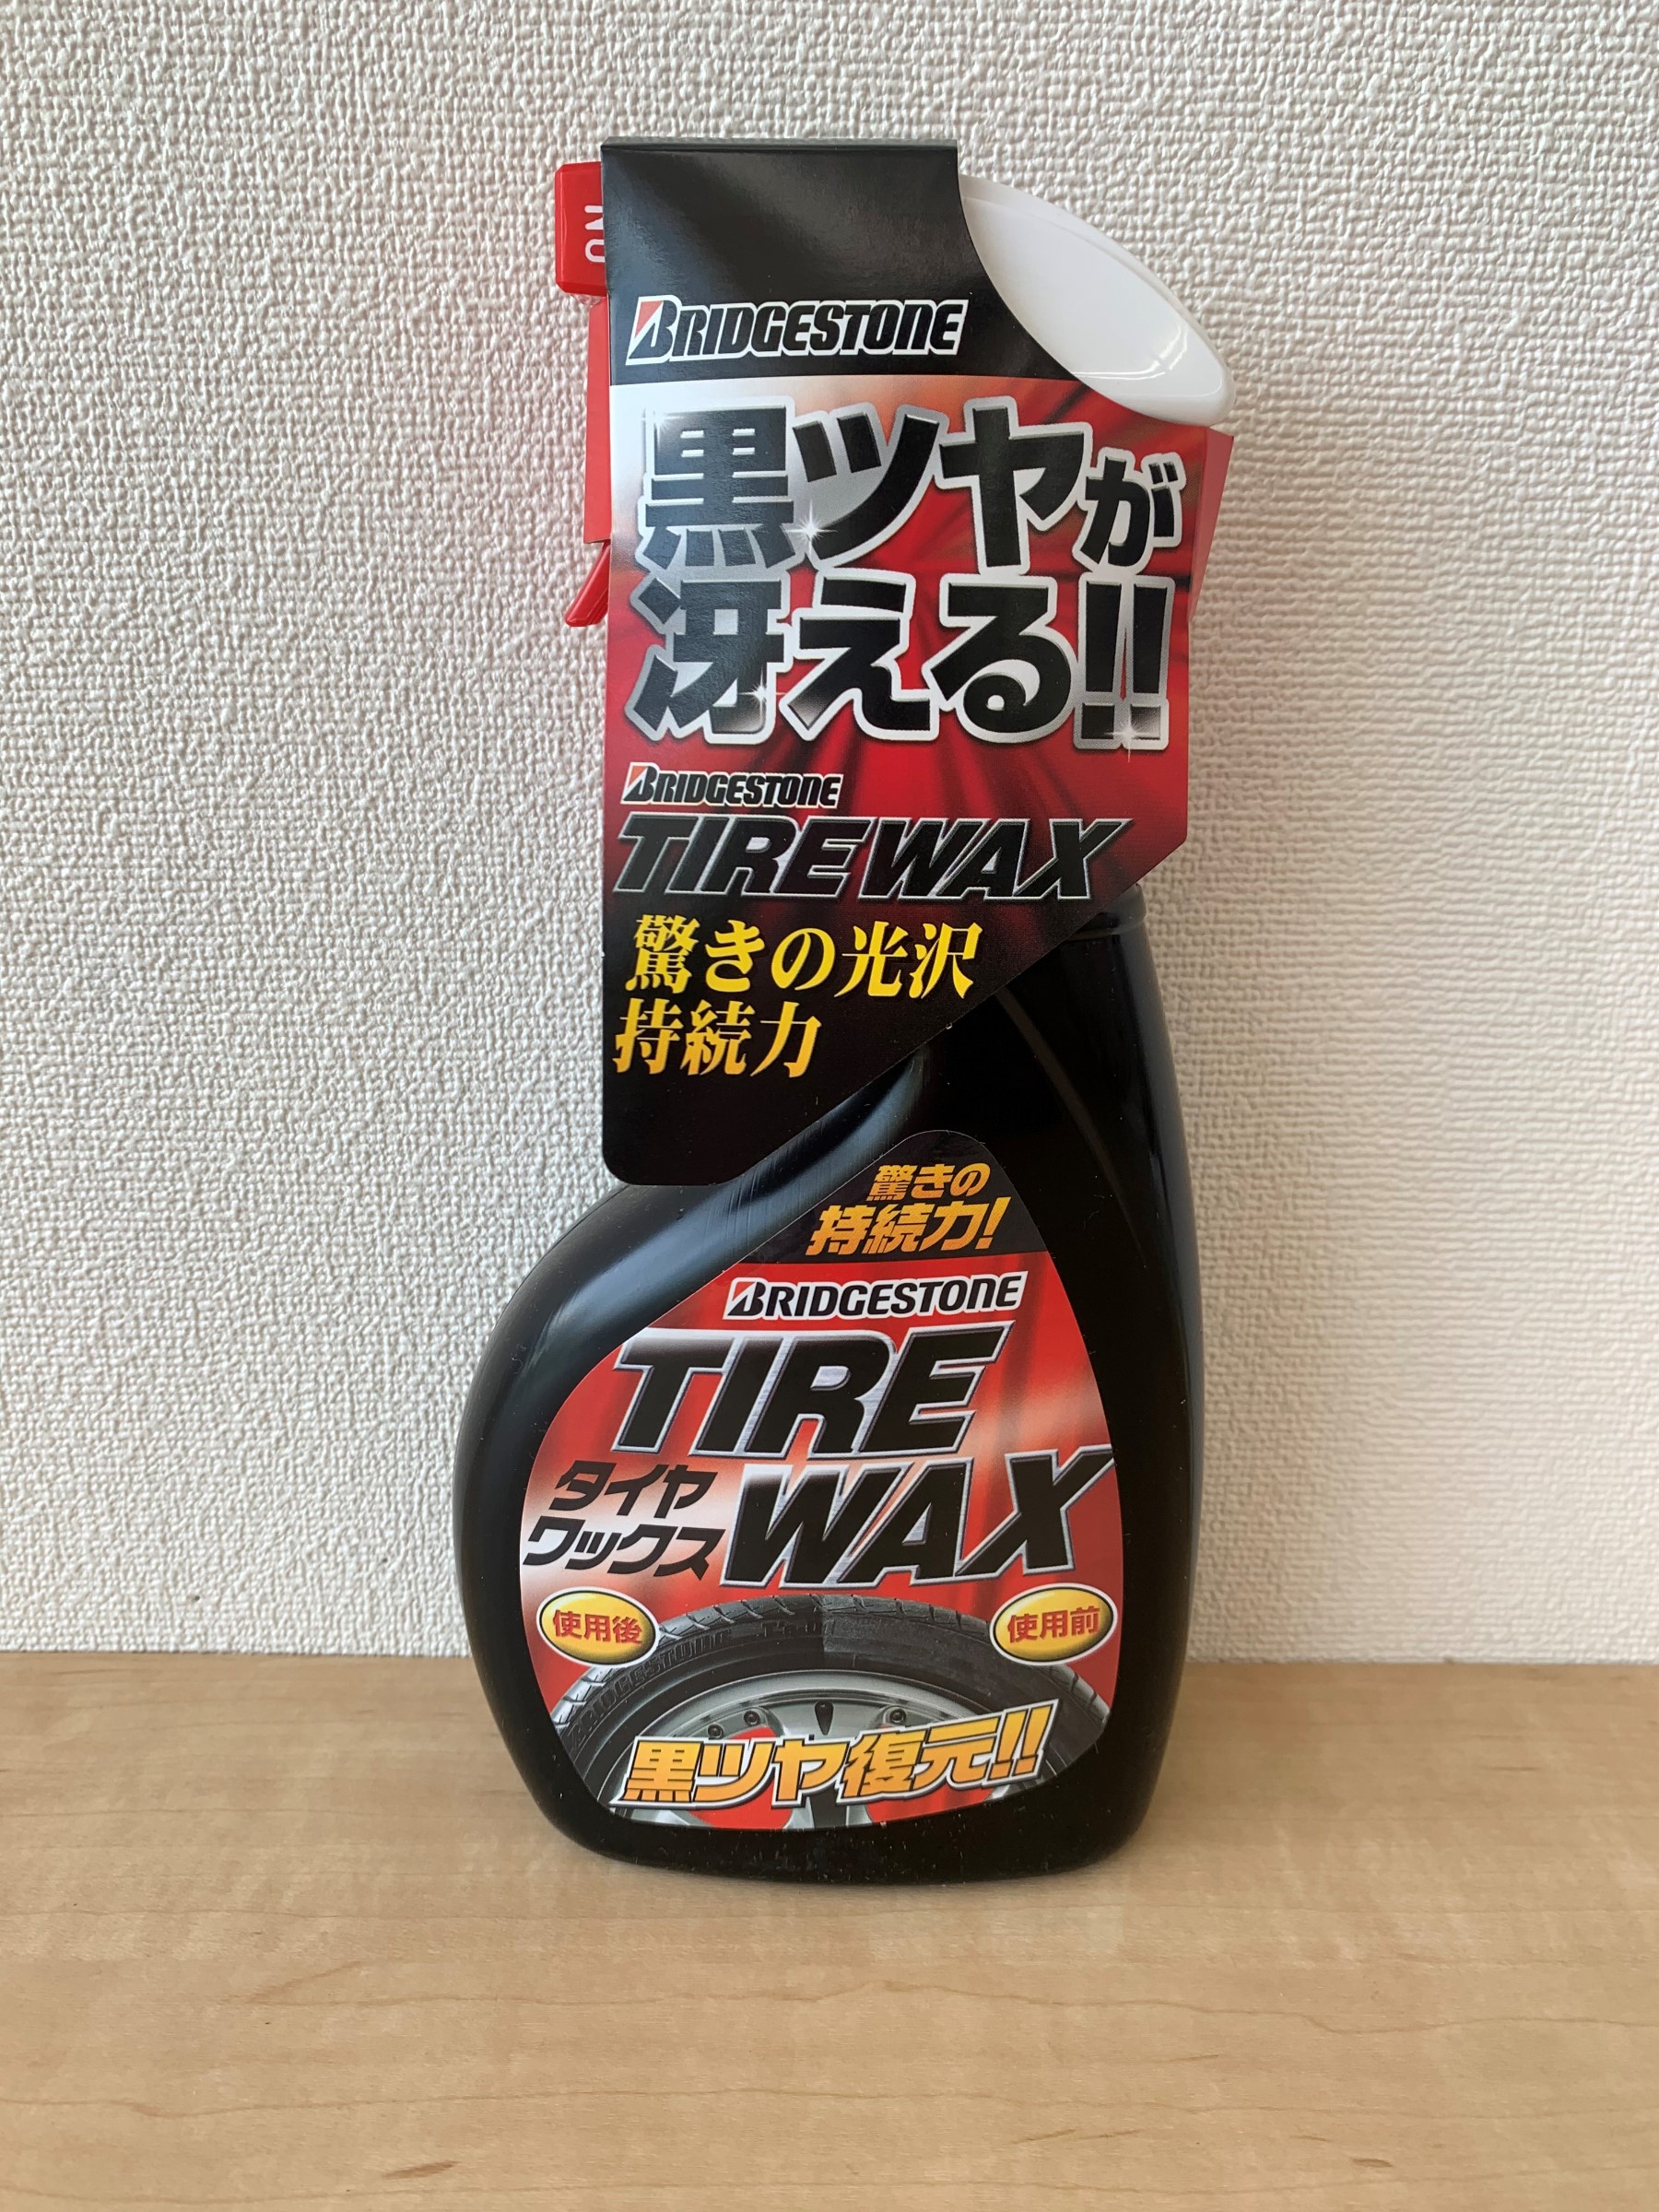 NO
BRIDGESTONE
黒ツヤが
冴える!!
BRIDGESTONE
TIRE WAX
驚きの光沢
持続力
驚きの
持続力!
BRIDGESTONE
TIRE
タイヤ
ワックス
WAX
使用後
使用前
BRIDGESTONE
黒ツヤ復元!!